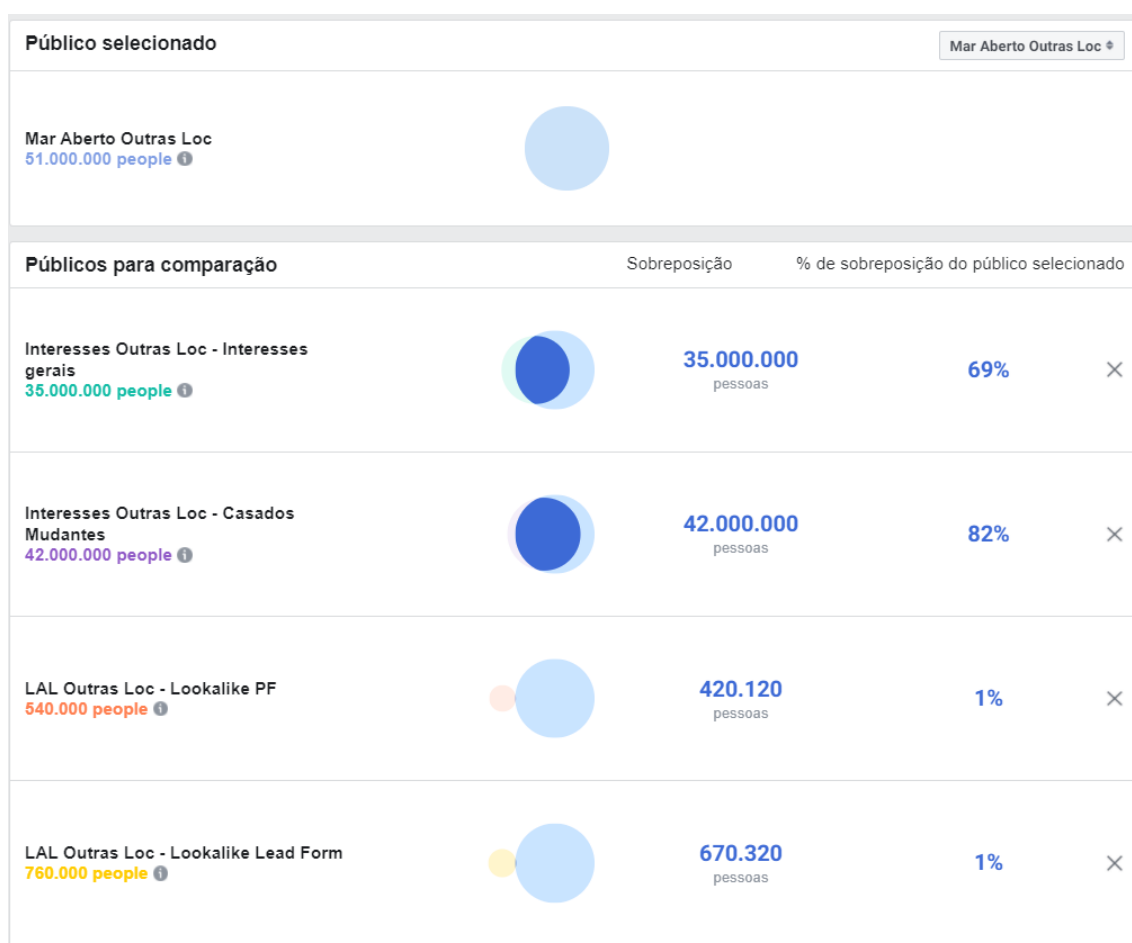 Público selecionado
Mar Aberto Outras Loc
Mar Aberto Outras Loc
51.000.000 people
Públicos para comparação
Sobreposição
% de sobreposição do público selecionado
Interesses Outras Loc - Interesses
gerais
35.000.000 people
35.000.000
pessoas
69%
Interesses Outras Loc - Casados
Mudantes
42.000.000 people
42.000.000
pessoas
82%
LAL Outras Loc - Lookalike PF
540.000 people
420.120
pessoas
1%
LAL Outras Loc - Lookalike Lead Form
760.000 people
670.320
pessoas
1%